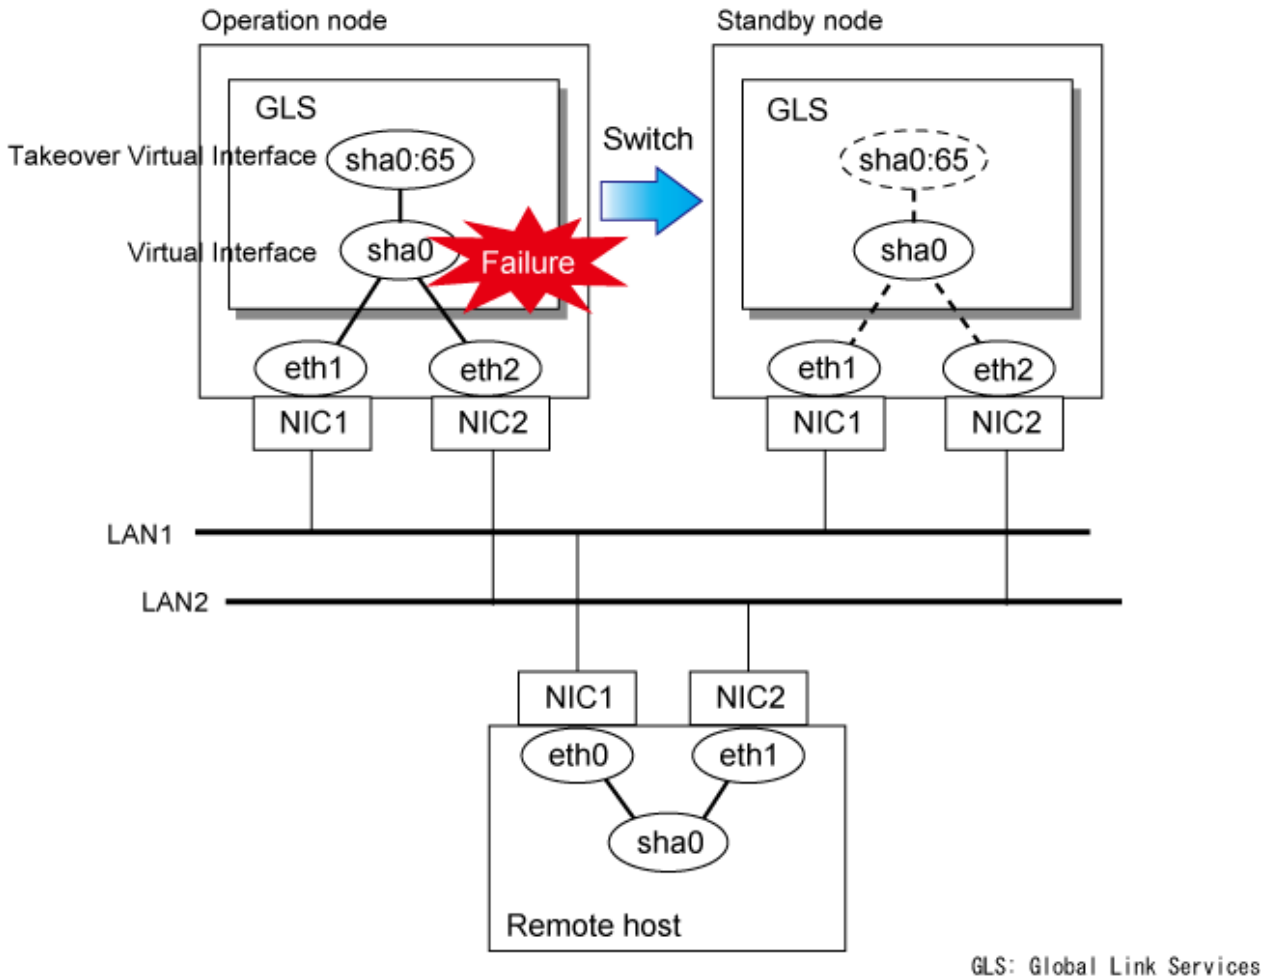 Operation node
Standby node
GLS
GLS
Switch
Takeover Virtual Interface
sha0:65
sha0:65
Virtual Interface
sha0
Failure
sha0
eth1
eth2
eth1
eth2
NIC1
NIC2
NIC1
NIC2
LAN1
LAN2
NIC1
NIC2
eth0
eth1
sha0
Remote host
GLS: Global Link Services